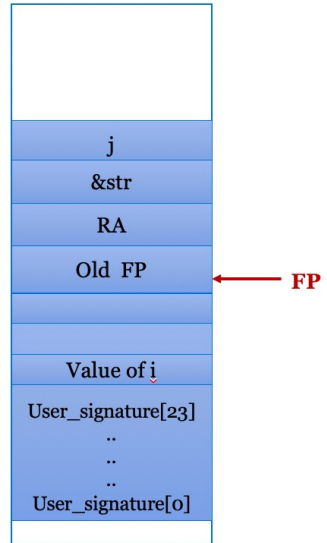 j
&str
RA
Old FP
FP
Value of i
User_signature[23]
..
..
..
User_signature[0]